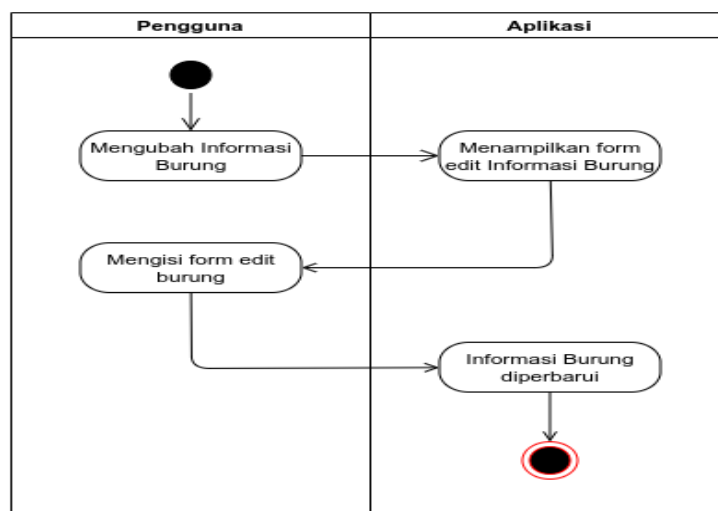 Pengguna
Aplikasi
Mengubah Informasi
Burung
Menampilkan form
edit Informasi Burung
Mengisi form edit
burung
Informasi Burung
diperbarui